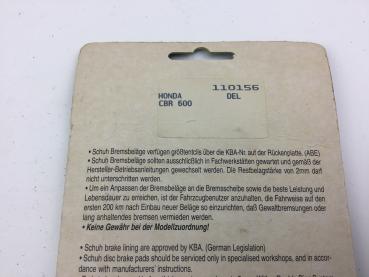 110156
HONDA DEL
CBR 600
• Schuh Bremsbeläge verfügen größtenteils über die KBA-Nr. auf der Rückenplatte. (ABE)
• Schuh Bremsbeläge sollten ausschließlich in Fachwerkstätten gewartet und gemäß der
Hersteller-Betriebsanleitungen gewechselt werden. Die Restbelagstärke von 2mm darf
nicht unterschritten werden.
• Um ein Anpassen der Bremsbeläge an die Bremsscheibe sowie die beste Leistung und
Lebensdauer zu erreichen, ist der Fahrzeugbenutzer anzuhalten, die Fahrweise auf den
ersten 200 km nach Einbau neuer Beläge so einzurichten, daß Gewaltbremsungen oder
lang anhaltendes bremsen vermieden werden!
• Keine Gewähr bei der Modellzuordnung!
• Schuh brake lining are approved by KBA. (German Legislation)
• Schuh disc brake pads should be serviced only in specialised workshops, and in accor-
dance with manufacturers' instructions.